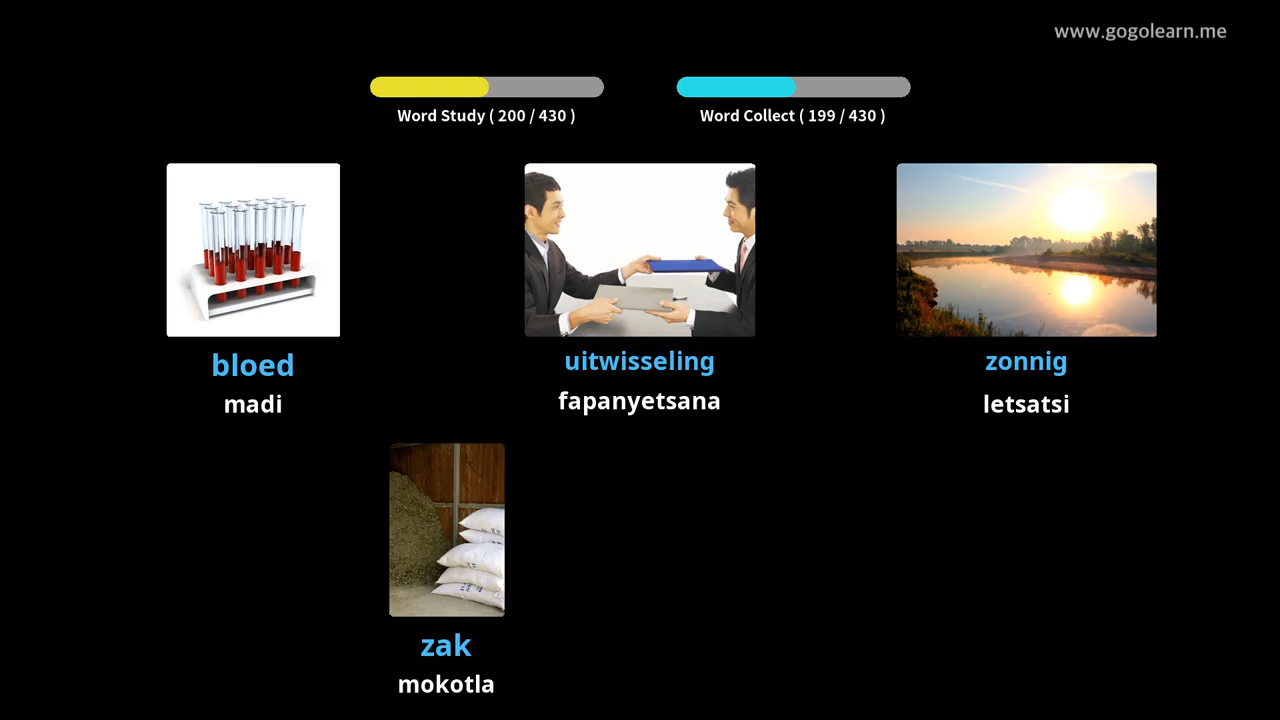 www.gogolearn.me
Word Study ( 200 / 430 )
Word Collect ( 199 / 430 )
bloed
madi
uitwisseling
fapanyetsana
zonnig
letsatsi
zak
mokotla